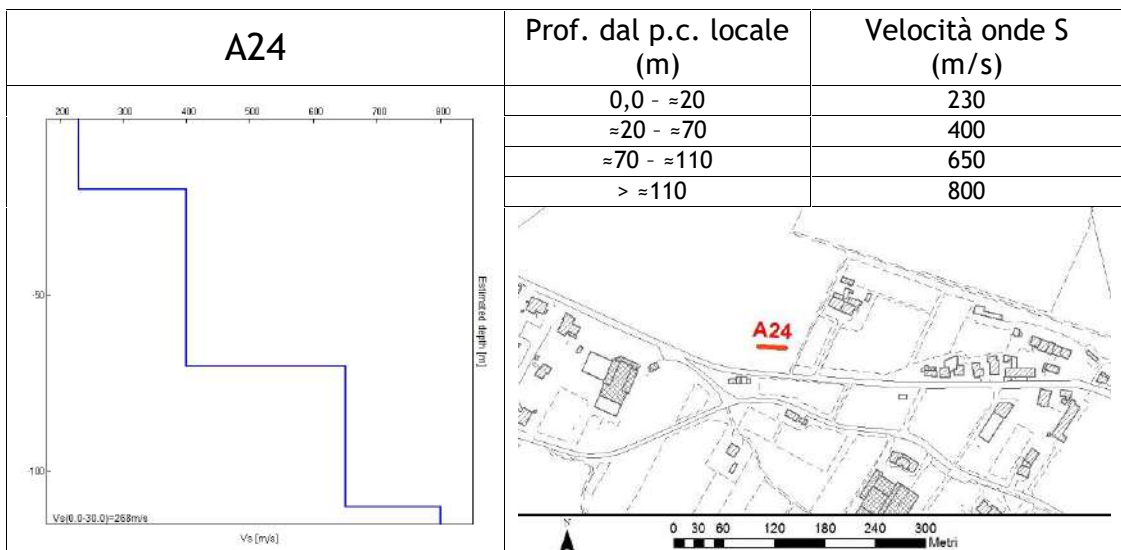 A24
Prof. dal p.c. locale
(m)
Velocità onde S
(m/s)
0,0 - ≈20
230
≈20 - ≈70
400
≈70 - ≈110
650
> ≈110
800
200 300 400 500 600 700 800
-50
-100
Estimated depth [m]
Vs(0.0-30.0)=268m/s
Vs [m/s]
A24
N
0 30 60 120 180 240 300
Metri